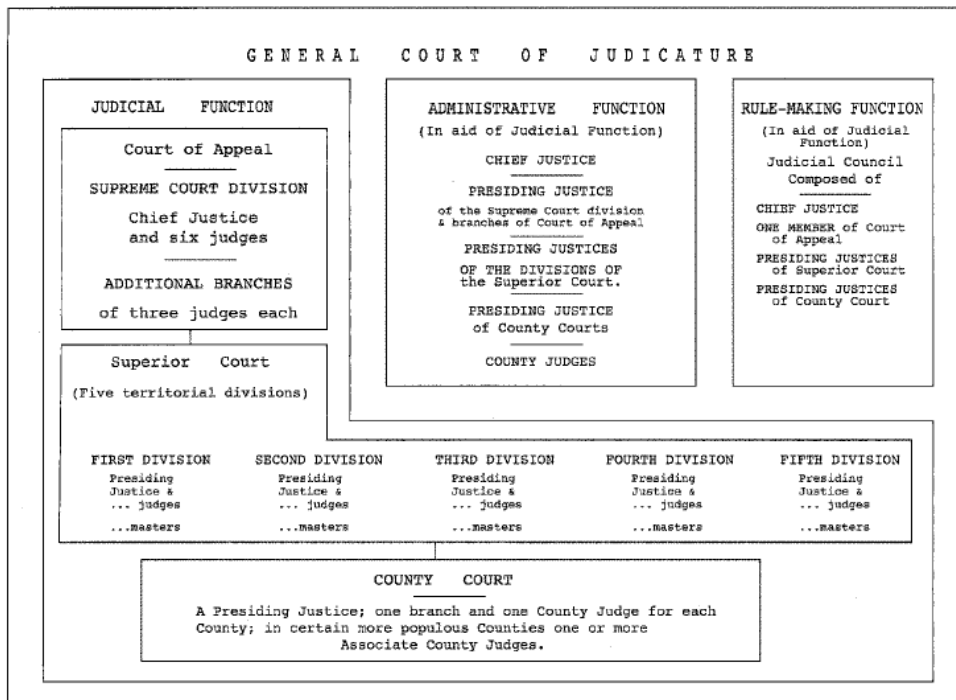 GENERAL COURT OF JUDICATURE
JUDICIAL FUNCTION
Court of Appeal
SUPREME COURT DIVISION
Chief Justice
and six judges
ADDITIONAL BRANCHES
of three judges each
ADMINISTRATIVE FUNCTION
(In aid of Judicial Function)
CHIEF JUSTICE
PRESIDING JUSTICE
of the Supreme Court division
& branches of Court of Appeal
PRESIDING JUSTICES
OF THE DIVISIONS OF
the Superior Court.
PRESIDING JUSTICE
of County Courts
COUNTY JUDGES
RULE-MAKING FUNCTION
(In aid of Judicial
Function)
Judicial Council
Composed of
CHIEF JUSTICE
ONE MEMBER of Court
of Appeal
PRESIDING JUSTICES
of Superior Court
PRESIDING JUSTICES
of County Court
Superior Court
(Five territorial divisions)
FIRST DIVISION
Presiding
Justice &
... judges
...masters
SECOND DIVISION
Presiding
Justice &
... judges
...masters
THIRD DIVISION
Presiding
Justice &
... judges
...masters
FOURTH DIVISION
Presiding
Justice &
... judges
...masters
FIFTH DIVISION
Presiding
Justice &
... judges
...masters
COUNTY COURT
A Presiding Justice; one branch and one County Judge for each
County; in certain more populous Counties one or more
Associate County Judges.